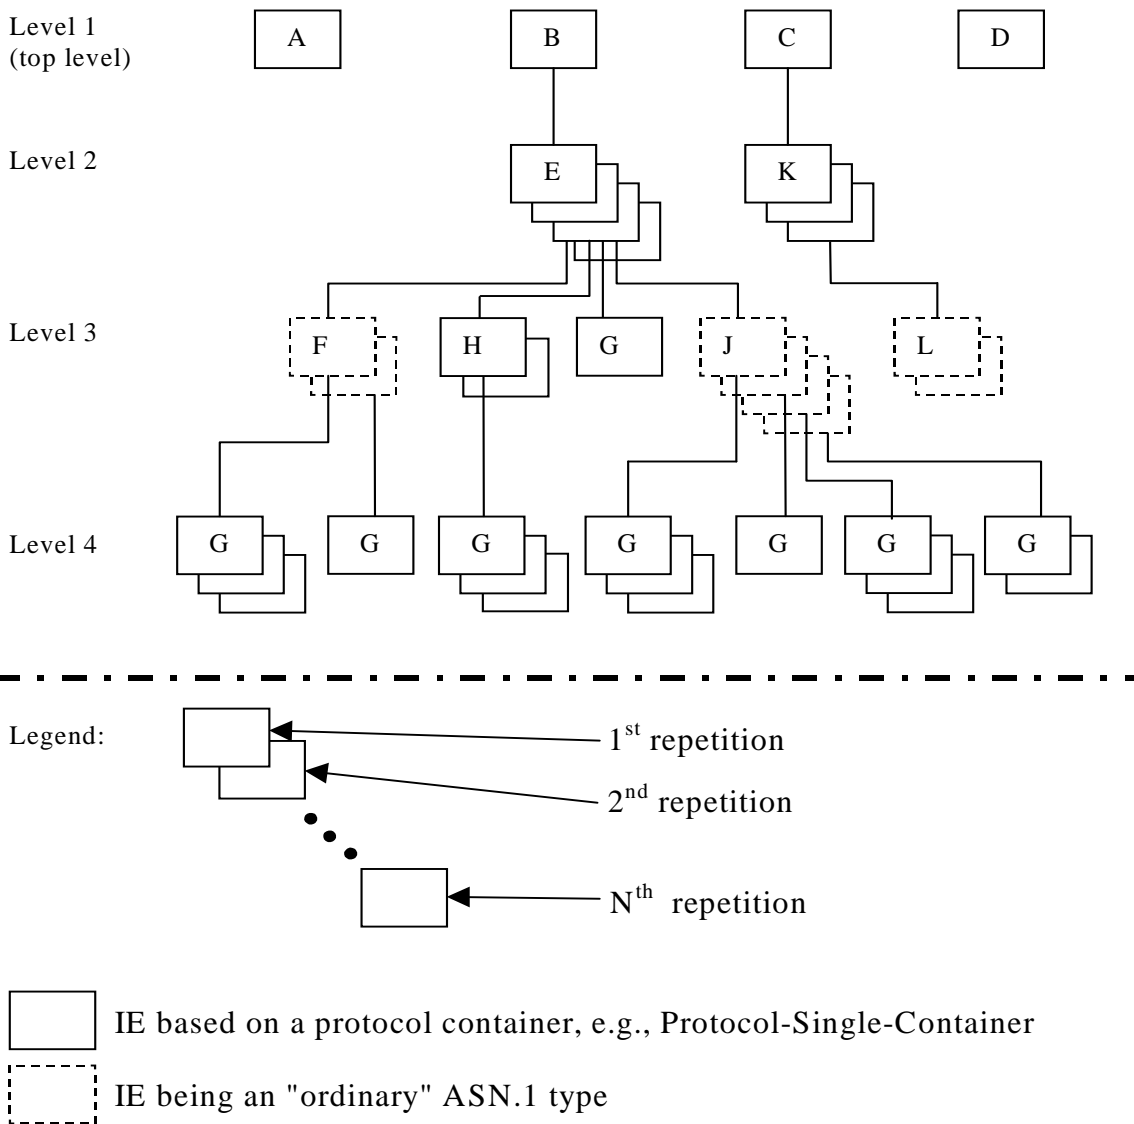 Level 1
(top level)
A B C D
Level 2
E K
Level 3
F H G J L
Level 4
G G G G G G G
Legend:
1st repetition
2nd repetition
Nth repetition
IE based on a protocol container, e.g., Protocol-Single-Container
IE being an "ordinary" ASN.1 type